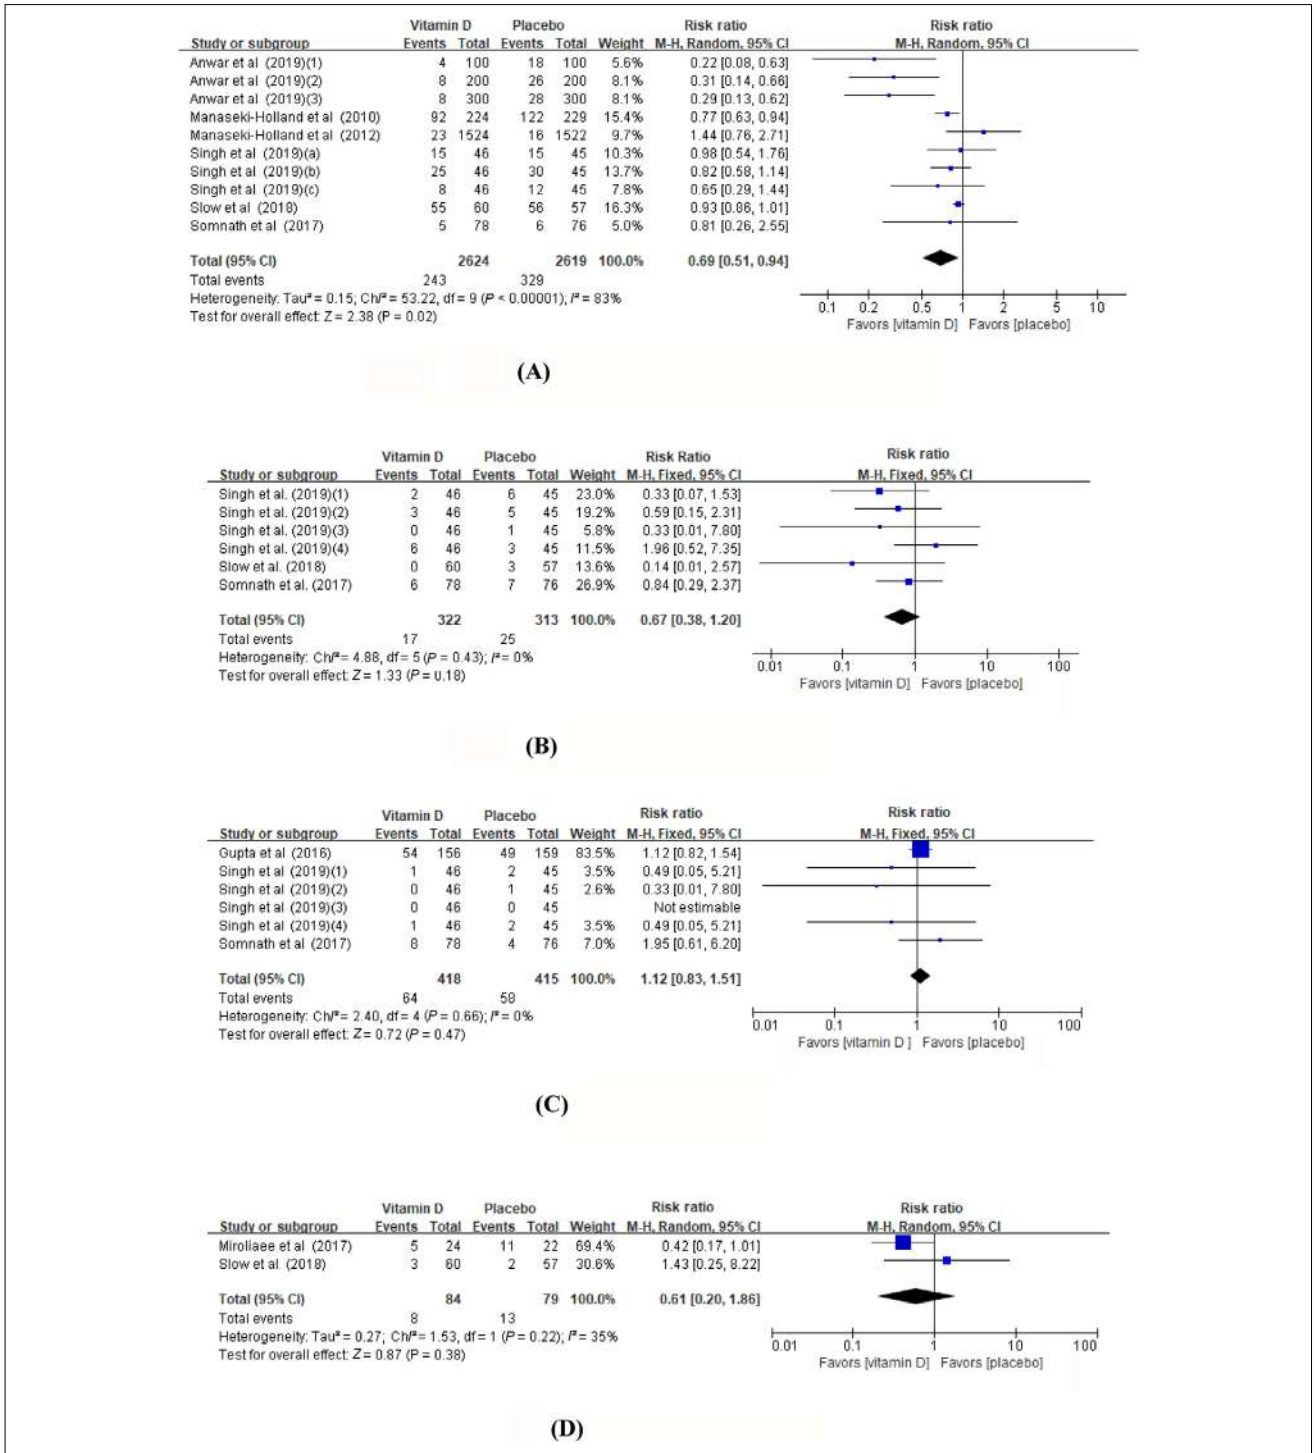 Vitamin D Placebo Risk ratio Risk ratio
Study or subgroup Events Total Events Total Weight M-H, Random, 95% CI M-H, Random, 95% CI
Anwar et al (2019)(1) 4 100 18 100 5.6% 0.22 [0.08, 0.63]
Anwar et al (2019)(2) 8 200 26 200 8.1% 0.31 [0.14, 0.66]
Anwar et al (2019)(3) 8 300 28 300 8.1% 0.29 [0.13, 0.62]
Manaseki-Holland et al (2010) 92 224 122 229 15.4% 0.77 [0.63, 0.94]
Manaseki-Holland et al (2012) 23 1524 16 1522 9.7% 1.44 [0.76, 2.71]
Singh et al (2019)(a) 15 46 15 45 10.3% 0.98 [0.54, 1.76]
Singh et al (2019)(b) 25 46 30 45 13.7% 0.82 [0.58, 1.14]
Singh et al (2019)(c) 8 46 12 45 7.8% 0.65 [0.29, 1.44]
Slow et al (2018) 55 60 56 57 16.3% 0.93 [0.86, 1.01]
Somnath et al (2017) 5 78 6 76 5.0% 0.81 [0.26, 2.55]
Total (95% CI) 2624 2619 100.0% 0.69 [0.51, 0.94]
Total events 243 329
Heterogeneity: Tau² = 0.15; Chi² = 53.22, df = 9 (P < 0.00001); I² = 83%
Test for overall effect: Z = 2.38 (P = 0.02)
0.1 0.2 0.5 1 2 5 10
Favors [vitamin D] Favors [placebo]
(A)
Vitamin D Placebo Risk Ratio Risk ratio
Study or subgroup Events Total Events Total Weight M-H, Fixed, 95% CI M-H, Fixed, 95% CI
Singh et al. (2019)(1) 2 46 6 45 23.0% 0.33 [0.07, 1.53]
Singh et al. (2019)(2) 3 46 5 45 19.2% 0.59 [0.15, 2.31]
Singh et al. (2019)(3) 0 46 1 45 5.8% 0.33 [0.01, 7.80]
Singh et al. (2019)(4) 6 46 3 45 11.5% 1.96 [0.52, 7.35]
Slow et al. (2018) 0 60 3 57 13.6% 0.14 [0.01, 2.57]
Somnath et al. (2017) 6 78 7 76 26.9% 0.84 [0.29, 2.37]
Total (95% CI) 322 313 100.0% 0.67 [0.38, 1.20]
Total events 17 25
Heterogeneity: Chi² = 4.88, df = 5 (P = 0.43); I² = 0%
Test for overall effect: Z = 1.33 (P = 0.18)
0.01 0.1 1 10 100
Favors [vitamin D] Favors [placebo]
(B)
Vitamin D Placebo Risk ratio Risk ratio
Study or subgroup Events Total Events Total Weight M-H, Fixed, 95% CI M-H, Fixed, 95% CI
Gupta et al (2016) 54 156 49 159 83.5% 1.12 [0.82, 1.54]
Singh et al (2019)(1) 1 46 2 45 3.5% 0.49 [0.05, 5.21]
Singh et al (2019)(2) 0 46 1 45 2.6% 0.33 [0.01, 7.80]
Singh et al (2019)(3) 0 46 0 45 Not estimable
Singh et al (2019)(4) 1 46 2 45 3.5% 0.49 [0.05, 5.21]
Somnath et al (2017) 8 78 4 76 7.0% 1.95 [0.61, 6.20]
Total (95% CI) 418 415 100.0% 1.12 [0.83, 1.51]
Total events 64 58
Heterogeneity: Chi² = 2.40, df = 4 (P = 0.66); I² = 0%
Test for overall effect: Z = 0.72 (P = 0.47)
0.01 0.1 1 10 100
Favors [vitamin D ] Favors [placebo]
(C)
Vitamin D Placebo Risk ratio Risk ratio
Study or subgroup Events Total Events Total Weight M-H, Random, 95% CI M-H, Random, 95% CI
Miroliaee et al (2017) 5 24 11 22 69.4% 0.42 [0.17, 1.01]
Slow et al. (2018) 3 60 2 57 30.6% 1.43 [0.25, 8.22]
Total (95% CI) 84 79 100.0% 0.61 [0.20, 1.86]
Total events 8 13
Heterogeneity: Tau² = 0.27; Chi² = 1.53, df = 1 (P = 0.22); I² = 35%
Test for overall effect: Z = 0.87 (P = 0.38)
0.01 0.1 1 10 100
Favors [vitamin D] Favors [placebo]
(D)